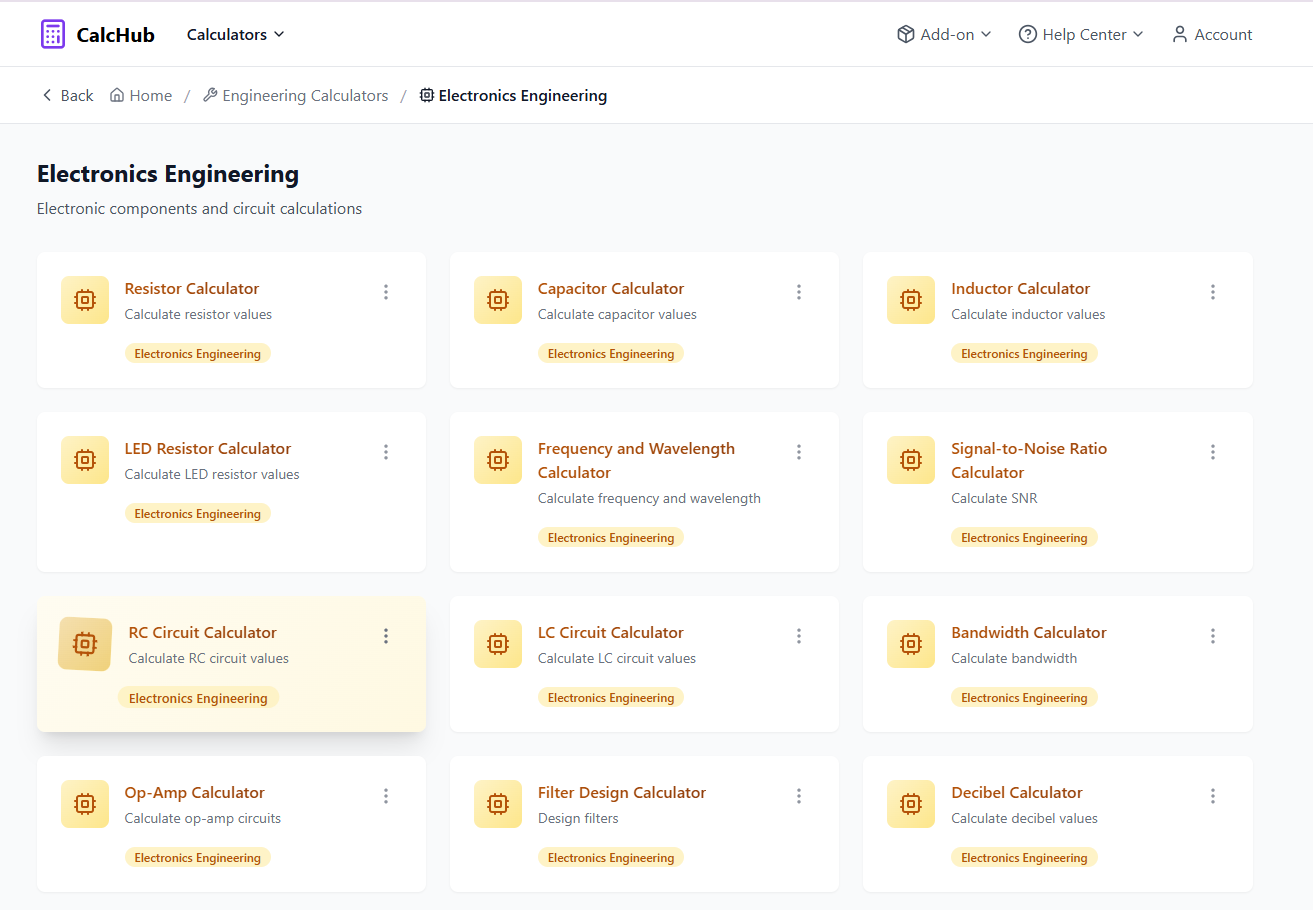 CalcHub
Calculators
Add-on
Help Center
Account
Back
Home
/
Engineering Calculators
/
Electronics Engineering
Electronics Engineering
Electronic components and circuit calculations
Resistor Calculator
Calculate resistor values
Electronics Engineering
Capacitor Calculator
Calculate capacitor values
Electronics Engineering
Inductor Calculator
Calculate inductor values
Electronics Engineering
LED Resistor Calculator
Calculate LED resistor values
Electronics Engineering
Frequency and Wavelength
Calculator
Calculate frequency and wavelength
Electronics Engineering
Signal-to-Noise Ratio
Calculator
Calculate SNR
Electronics Engineering
RC Circuit Calculator
Calculate RC circuit values
Electronics Engineering
LC Circuit Calculator
Calculate LC circuit values
Electronics Engineering
Bandwidth Calculator
Calculate bandwidth
Electronics Engineering
Op-Amp Calculator
Calculate op-amp circuits
Electronics Engineering
Filter Design Calculator
Design filters
Electronics Engineering
Decibel Calculator
Calculate decibel values
Electronics Engineering